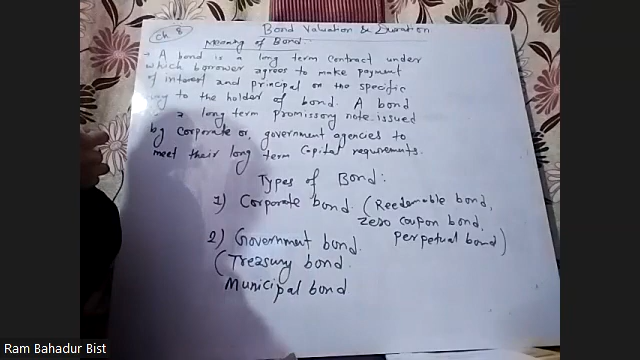 Ch 8
Bond Valuation & Duration
Meaning of Bond:
- A bond is a long term contract under
which borrower agrees to make payment
of interest and principal on the specific
to the holder of bond. A bond
long term promissory note issued
by corporate or, government agencies to
meet their long term capital requirements.
Types of Bond:
1) Corporate bond. (Reedemable bond,
Zero coupon bond,
perpetual bond)
2) Government bond.
(Treasury bond.
Municipal bond
Ram Bahadur Bist